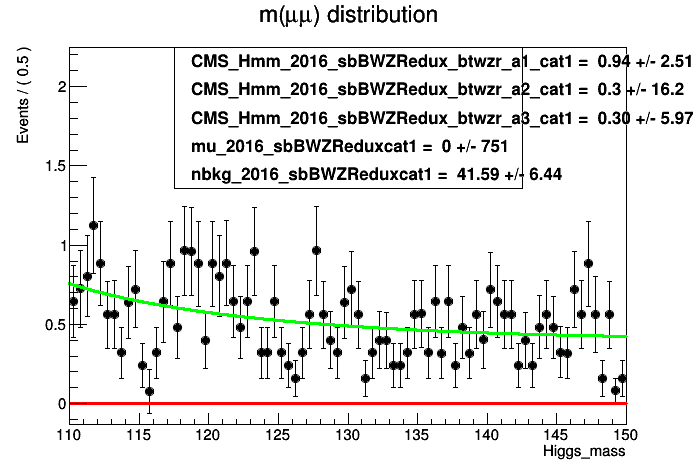 m(μμ) distribution
Events / ( 0.5 )
CMS_Hmm_2016_sbBWZRedux_btwzr_a1_cat1 = 0.94 +/- 2.51
CMS_Hmm_2016_sbBWZRedux_btwzr_a2_cat1 = 0.3 +/- 16.2
CMS_Hmm_2016_sbBWZRedux_btwzr_a3_cat1 = 0.30 +/- 5.97
mu_2016_sbBWZReduxcat1 = 0 +/- 751
nbkg_2016_sbBWZReduxcat1 = 41.59 +/- 6.44
2
1.5
1
0.5
0
110 115 120 125 130 135 140 145 150
Higgs_mass